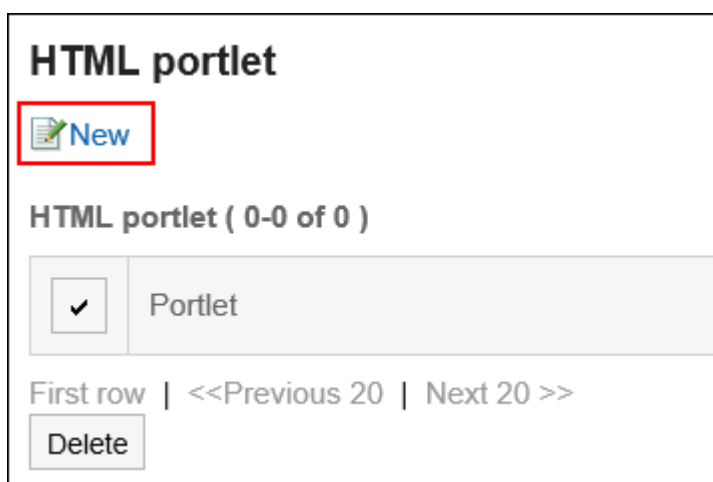 HTML portlet
New
HTML portlet ( 0-0 of 0 )
Portlet
First row | <<Previous 20 | Next 20 >>
Delete